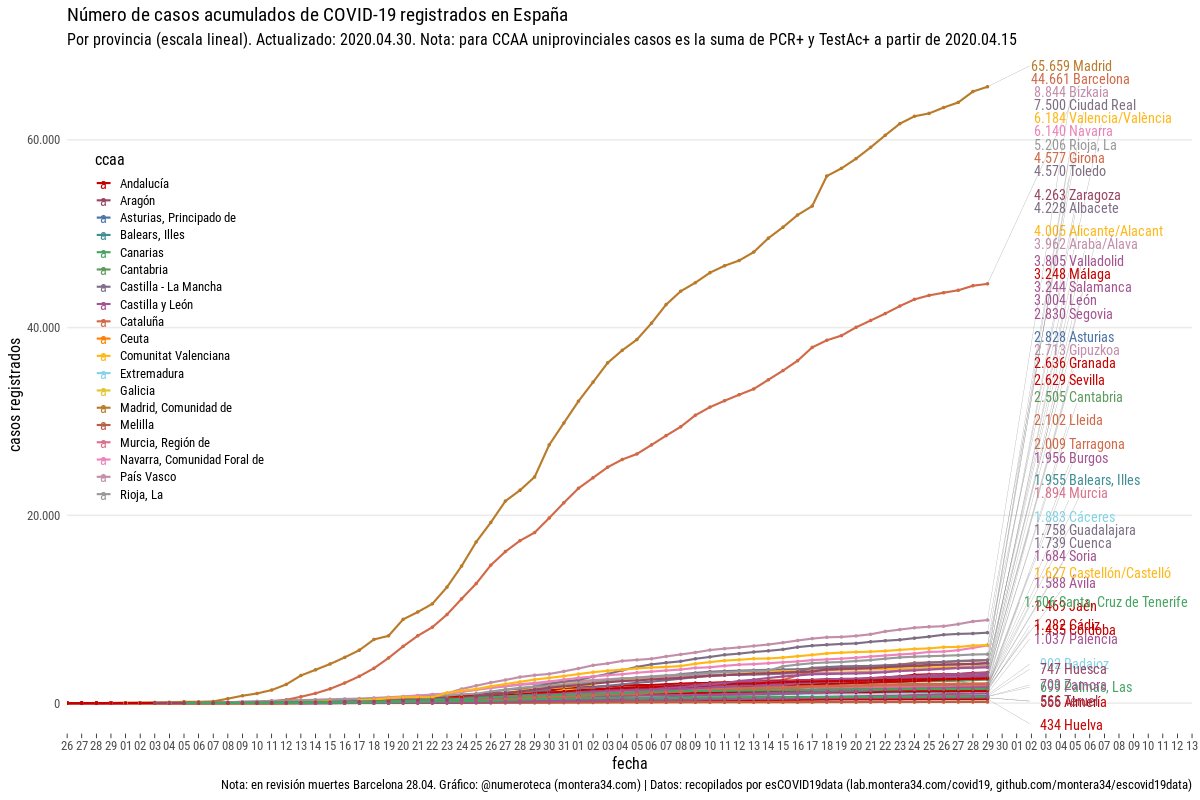 Número de casos acumulados de COVID-19 registrados en España
Por provincia (escala lineal). Actualizado: 2020.04.30. Nota: para CCAA uniprovinciales casos es la suma de PCR+ y TestAc+ a partir de 2020.04.15
casos registrados
60.000
40.000
20.000
0
ccaa
Andalucía
Aragón
Asturias, Principado de
Balears, Illes
Canarias
Cantabria
Castilla - La Mancha
Castilla y León
Cataluña
Ceuta
Comunitat Valenciana
Extremadura
Galicia
Madrid, Comunidad de
Melilla
Murcia, Región de
Navarra, Comunidad Foral de
País Vasco
Rioja, La
65.659 Madrid
44.661 Barcelona
8.844 Bizkaia
7.500 Ciudad Real
6.184 Valencia/València
6.140 Navarra
5.206 Rioja, La
4.577 Girona
4.570 Toledo
4.263 Zaragoza
4.228 Albacete
4.005 Alicante/Alacant
3.962 Araba/Álava
3.805 Valladolid
3.248 Málaga
3.244 Salamanca
3.004 León
2.830 Segovia
2.828 Asturias
2.713 Gipuzkoa
2.636 Granada
2.629 Sevilla
2.505 Cantabria
2.102 Lleida
2.009 Tarragona
1.956 Burgos
1.955 Balears, Illes
1.894 Murcia
1.883 Cáceres
1.758 Guadalajara
1.739 Cuenca
1.684 Soria
1.627 Castellón/Castelló
1.588 Ávila
1.506 Santa Cruz de Tenerife
1.469 Jaén
1.282 Cádiz
Córdoba
1.037 Palencia
Badajoz
747 Huesca
Zamora
Palmas, Las
Teruel
Almería
434 Huelva
26 27 28 29 01 02 03 04 05 06 07 08 09 10 11 12 13 14 15 16 17 18 19 20 21 22 23 24 25 26 27 28 29 30 31 01 02 03 04 05 06 07 08 09 10 11 12 13 14 15 16 17 18 19 20 21 22 23 24 25 26 27 28 29 30 01 02 03 04 05 06 07 08 09 10 11 12 13
fecha
Nota: en revisión muertes Barcelona 28.04. Gráfico: @numeroteca (montera34.com) | Datos: recopilados por esCOVID19data (lab.montera34.com/covid19, github.com/montera34/escovid19data)